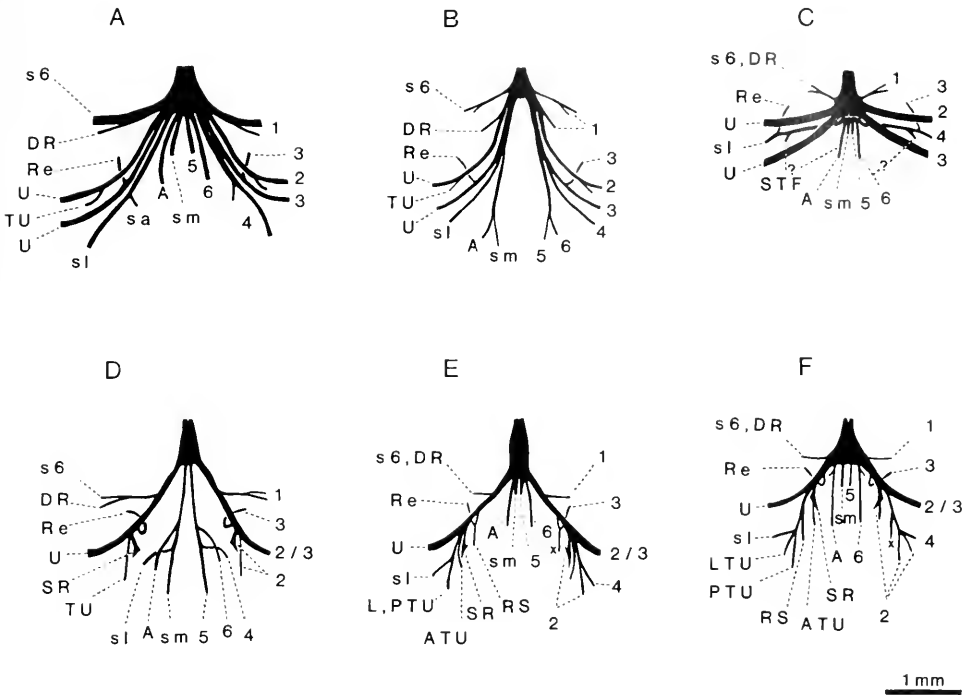 A
s6
DR
Re
U
TU
U
sl
sa
A
sm
5
6
4
1
3
2
3
B
s6
DR
Re
U
TU
U
sl
A
sm
5
6
4
3
2
3
1
C
s6,DR
Re
U
sl
U
?
STF
A
sm
5
6
?
1
3
2
4
3
D
s6
DR
Re
U
SR
TU
sl
A
sm
5
6
4
2
2/3
3
1
E
s6,DR
Re
U
sl
L,PTU
ATU
SR
RS
A
sm
5
6
x
2
4
2/3
3
1
F
s6,DR
Re
U
sl
LTU
PTU
RS
ATU
SR
A
sm
5
6
x
2
4
2/3
3
1
1 mm